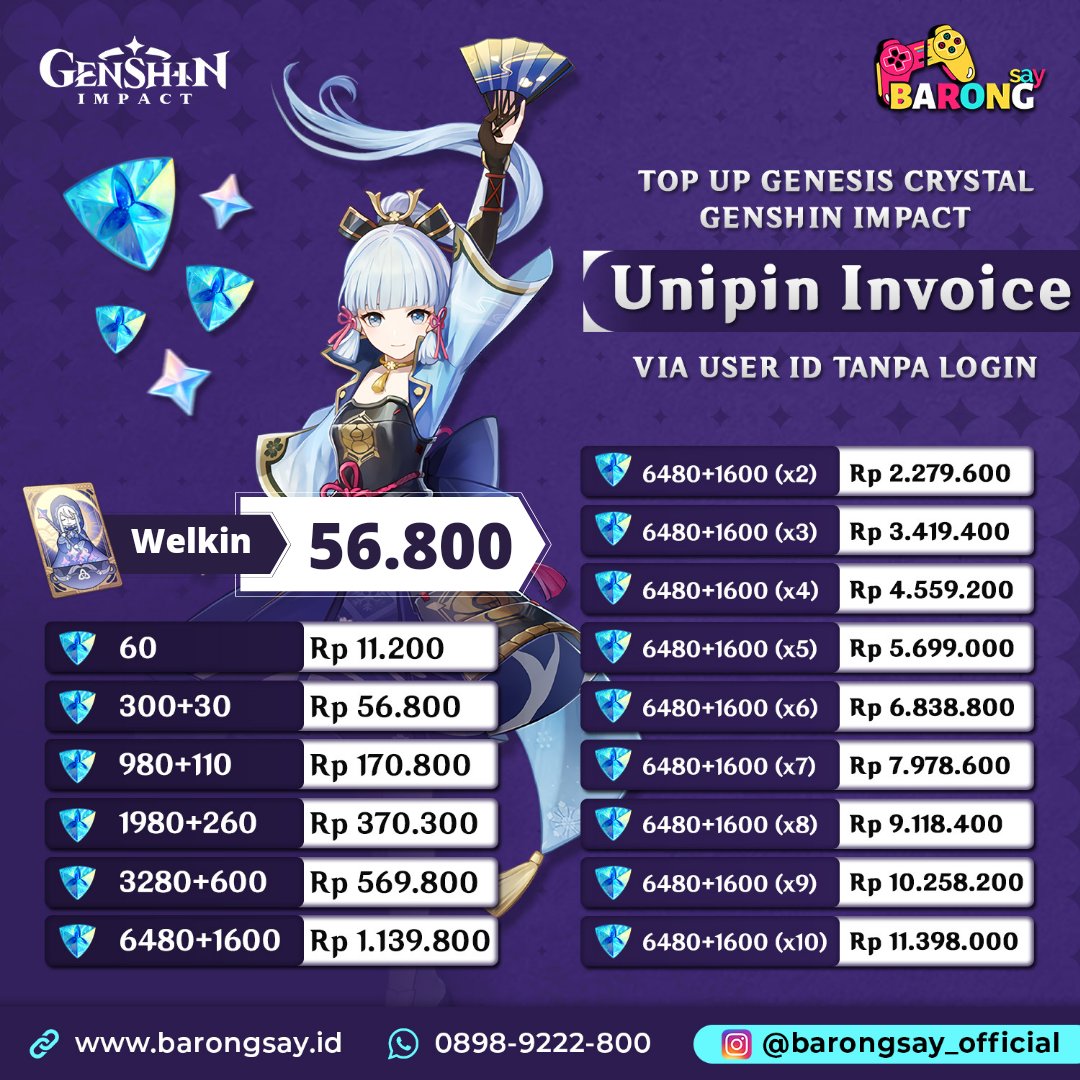 GENSHIN
IMPACT
say
BARONG
TOP UP GENESIS CRYSTAL
GENSHIN IMPACT
Unipin Invoice
VIA USER ID TANPA LOGIN
Welkin 56.800
60 Rp 11.200
300+30 Rp 56.800
980+110 Rp 170.800
1980+260 Rp 370.300
3280+600 Rp 569.800
6480+1600 Rp 1.139.800
6480+1600 (x2) Rp 2.279.600
6480+1600 (x3) Rp 3.419.400
6480+1600 (x4) Rp 4.559.200
6480+1600 (x5) Rp 5.699.000
6480+1600 (x6) Rp 6.838.800
6480+1600 (x7) Rp 7.978.600
6480+1600 (x8) Rp 9.118.400
6480+1600 (x9) Rp 10.258.200
6480+1600 (x10) Rp 11.398.000
www.barongsay.id 0898-9222-800 @barongsay_official